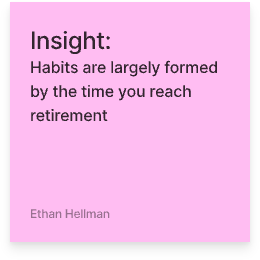 Insight:
Habits are largely formed
by the time you reach
retirement
Ethan Hellman